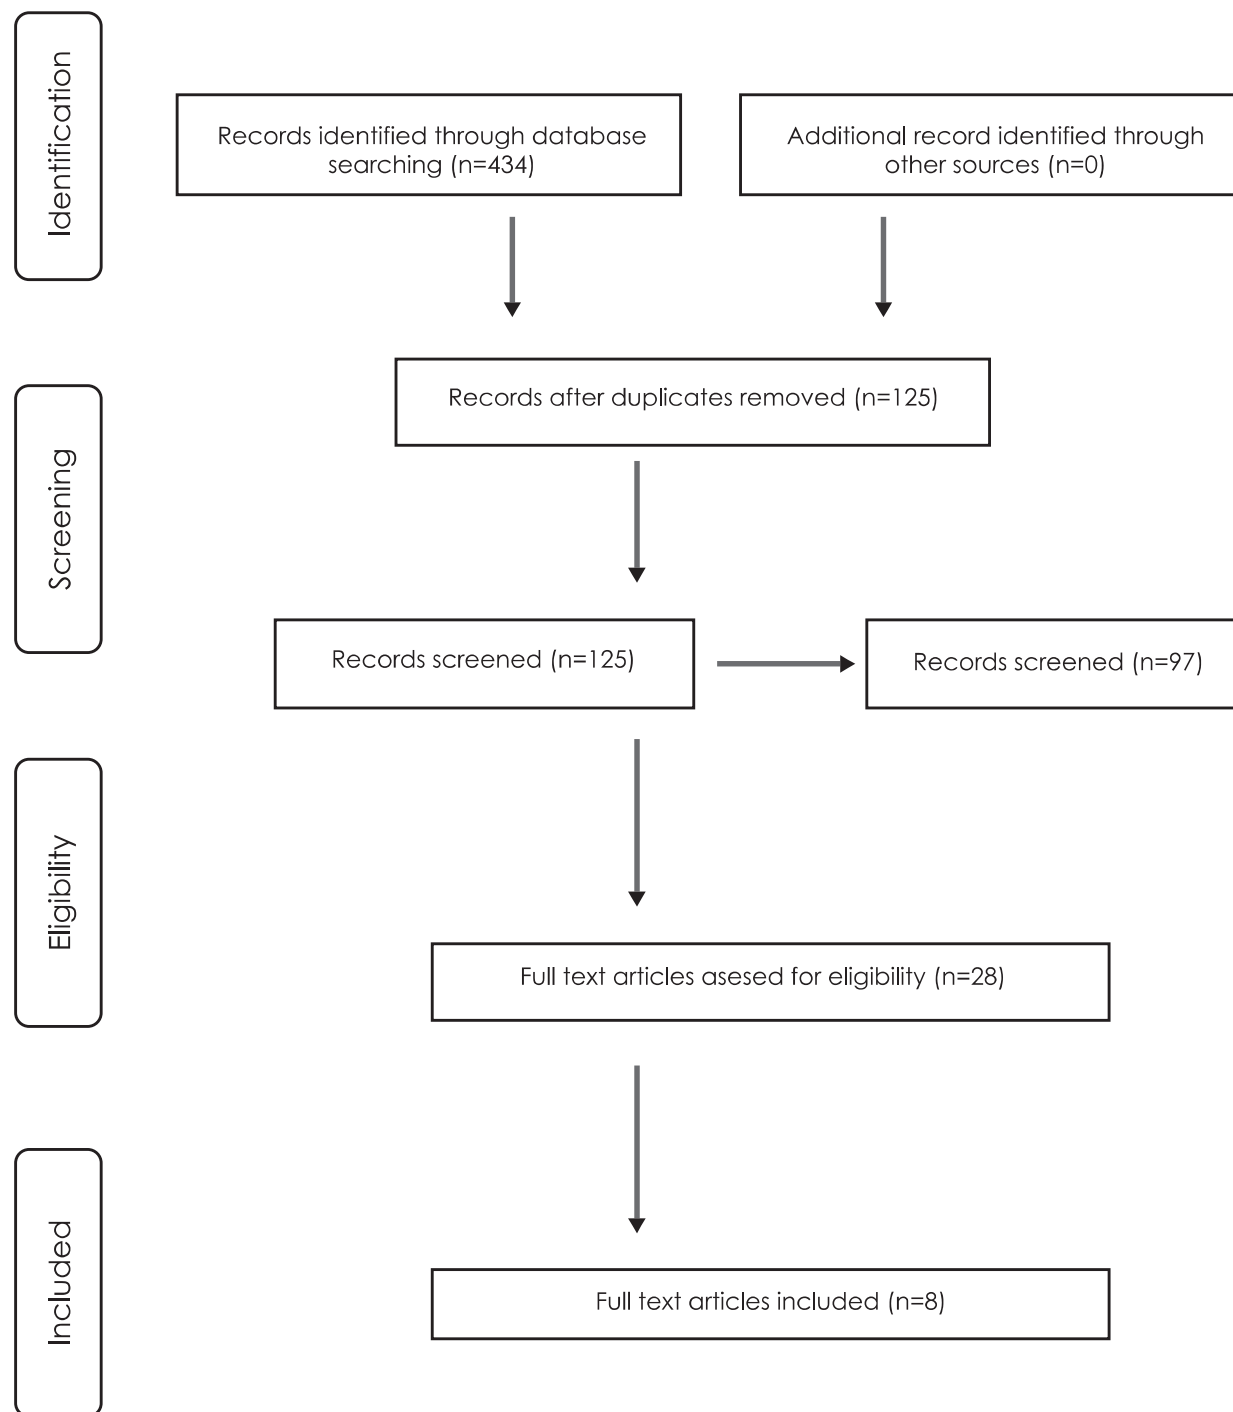 Identification
Records identified through database
searching (n=434)
Additional record identified through
other sources (n=0)
Screening
Records after duplicates removed (n=125)
Records screened (n=125)
Records screened (n=97)
Eligibility
Full text articles asesed for eligibility (n=28)
Included
Full text articles included (n=8)